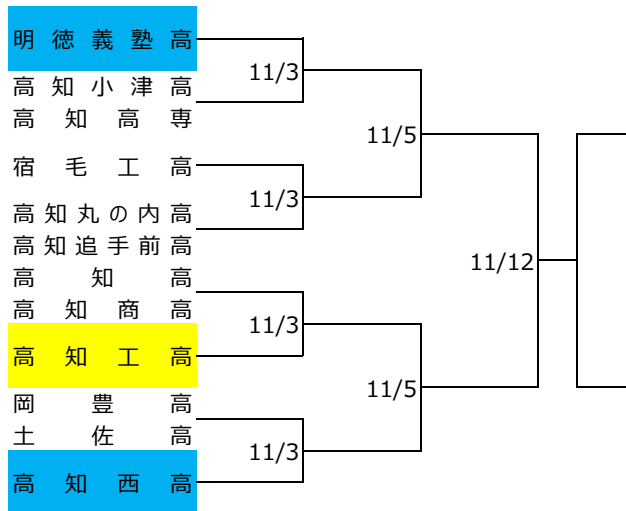 明徳義塾高
11/3
高知小津高
高知高専
11/5
宿毛工高
11/3
高知丸の内高
高知追手前高
11/12
高知高
高知商高
11/3
高知工高
11/5
岡豊高
土佐高
11/3
高知西高